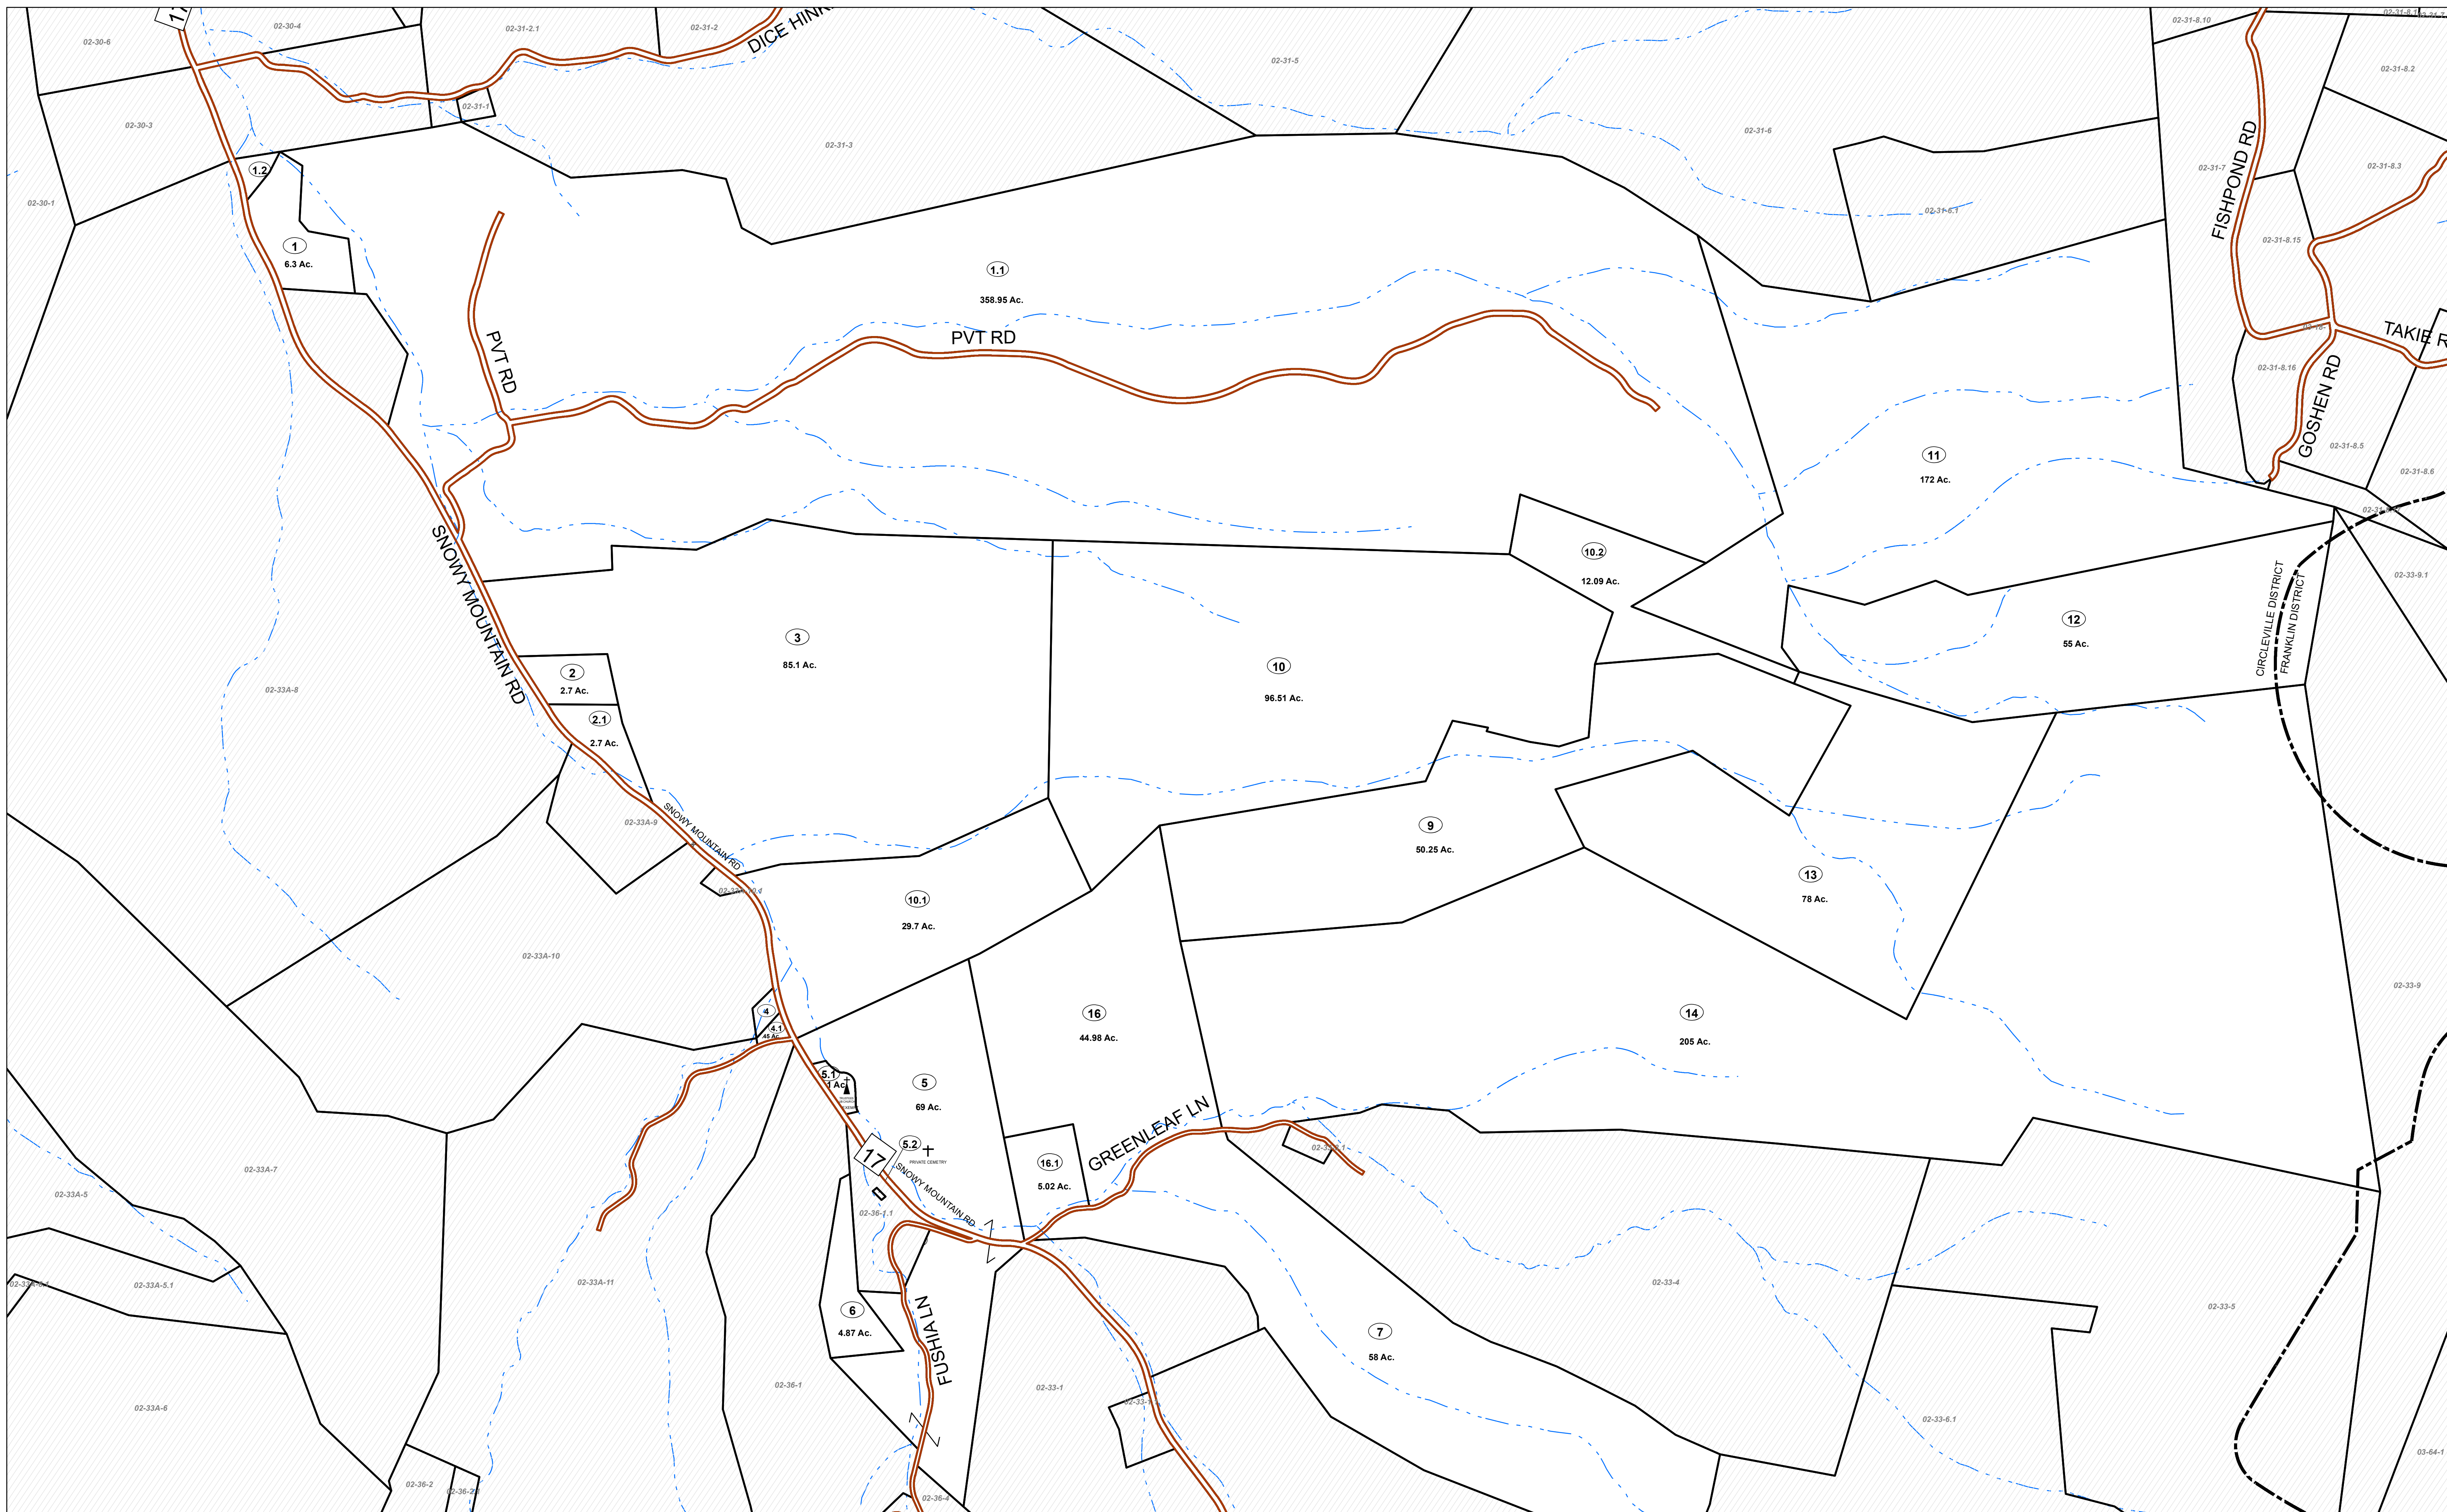 17
02-30-4
02-31-2.1
02-31-2
DICE
02-31-8.10
02-30-6
02-31-5
02-31-8.2
02-31-1
02-30-3
02-31-6
02-31-3
FISHPOND RD
02-31-7
02-31-8.3
1.2
02-30-1
02-31-6.1
1
6.3 Ac.
02-31-8.15
1.1
358.95 Ac.
PVT RD
PVT RD
TAKIE R
02-31-8.16
GOSHEN RD
02-31-8.5
11
172 Ac.
02-31-8.6
SNOWY MOUNTAIN RD
10.2
12.09 Ac.
02-33-9.1
CIRCLEVILLE DISTRICT
FRANKLIN DISTRICT
12
55 Ac.
3
85.1 Ac.
10
96.51 Ac.
2
2.7 Ac.
02-33A-8
2.1
2.7 Ac.
SNOWY MOUNTAIN RD
02-33A-9
9
50.25 Ac.
13
78 Ac.
10.1
29.7 Ac.
02-33A-10
02-33-9
4
4.1
.45 Ac.
16
44.98 Ac.
14
205 Ac.
5.1
1 Ac.
5
69 Ac.
GREENLEAF LN
5.2
PRIVATE CEMETRY
17
SNOWY MOUNTAIN RD
16.1
5.02 Ac.
02-33A-7
02-33A-5
02-36-1.1
02-33A-5.1
02-33A-11
02-33-4
02-33-5
6
4.87 Ac.
FUSHIA LN
7
58 Ac.
02-36-1
02-33-1
02-33A-6
02-33-6.1
03-64-1
02-36-2
02-36-4